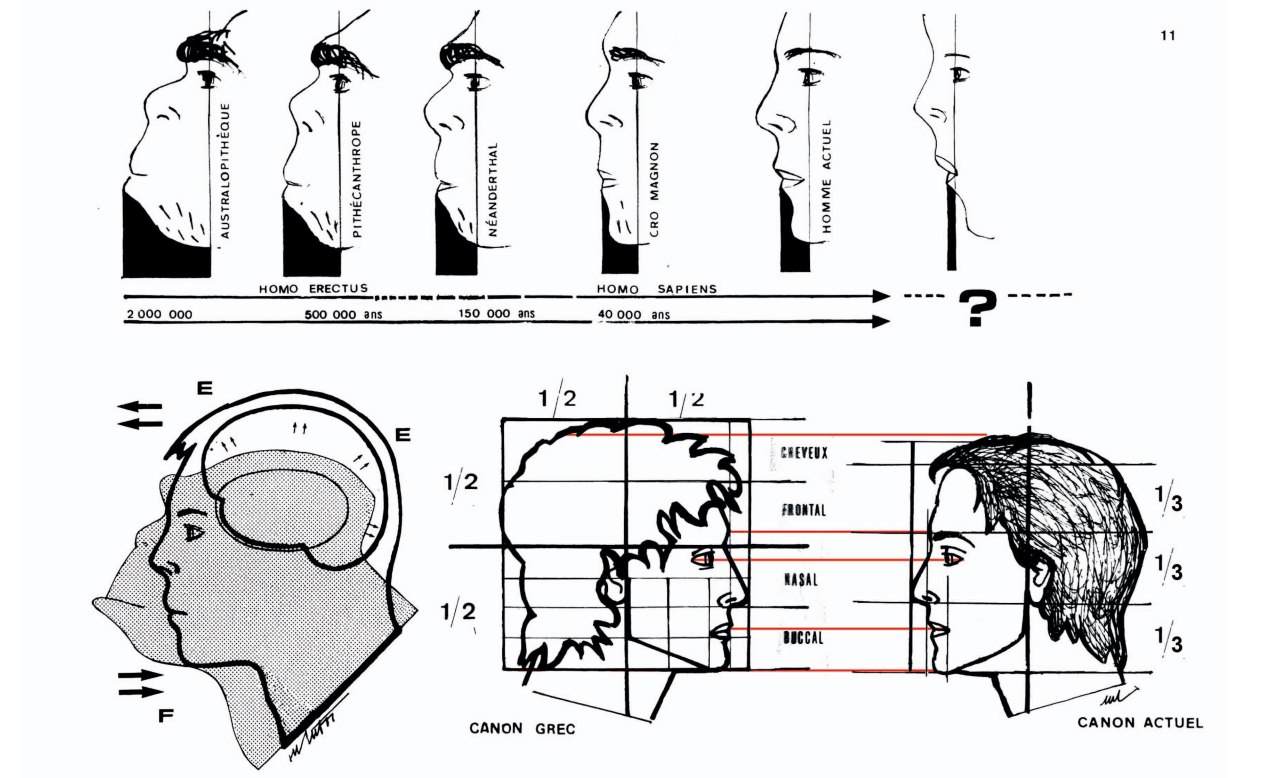 11
AUSTRALOPITHÈQUE
PITHÉCANTHROPE
NÉANDERTHAL
CRO MAGNON
HOMME ACTUEL
HOMO ERECTUS
HOMO SAPIENS
?
2 000 000
500 000 ans
150 000 ans
40 000 ans
E
E
F
1/2
1/2
1/2
1/2
CHEVEUX
FRONTAL
NASAL
BUCCAL
1/3
1/3
1/3
CANON GREC
CANON ACTUEL